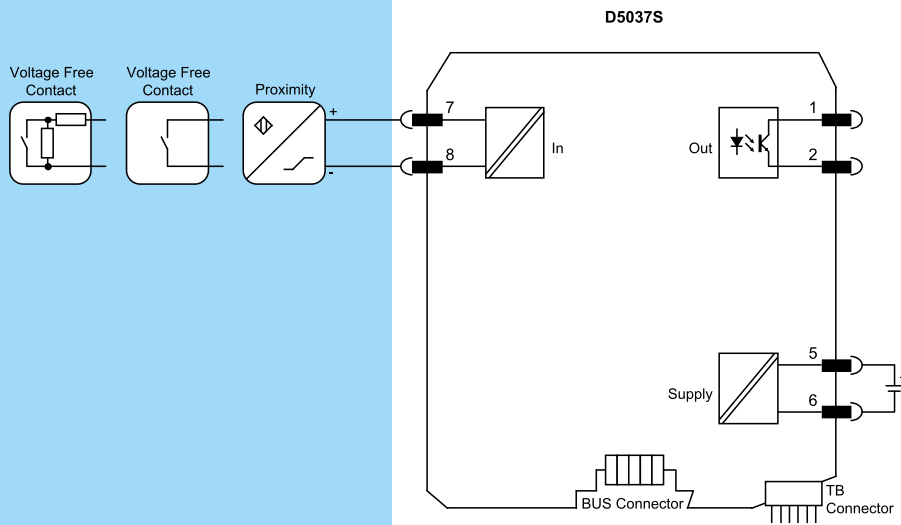 D5037S
Voltage Free
Contact
Voltage Free
Contact
Proximity
+
-
7
8
In
Out
1
2
Supply
5
6
BUS Connector
TB
Connector